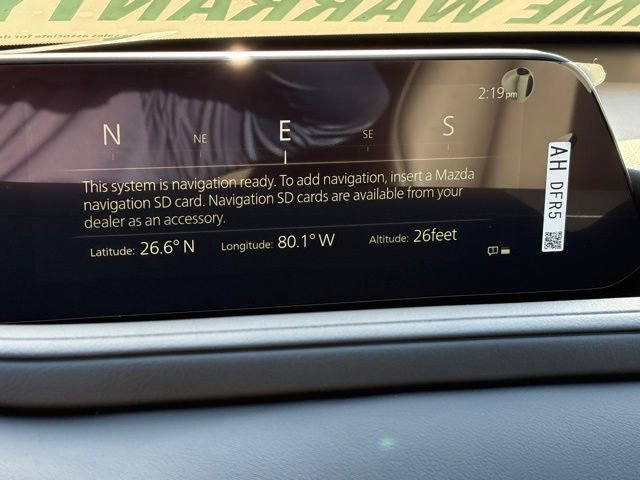 WE WARRANTY
2:19pm
N NE E SE S
This system is navigation ready. To add navigation, insert a Mazda
navigation SD card. Navigation SD cards are available from your
dealer as an accessory.
Latitude: 26.6° N Longitude: 80.1° W Altitude: 26feet
AH DFR5